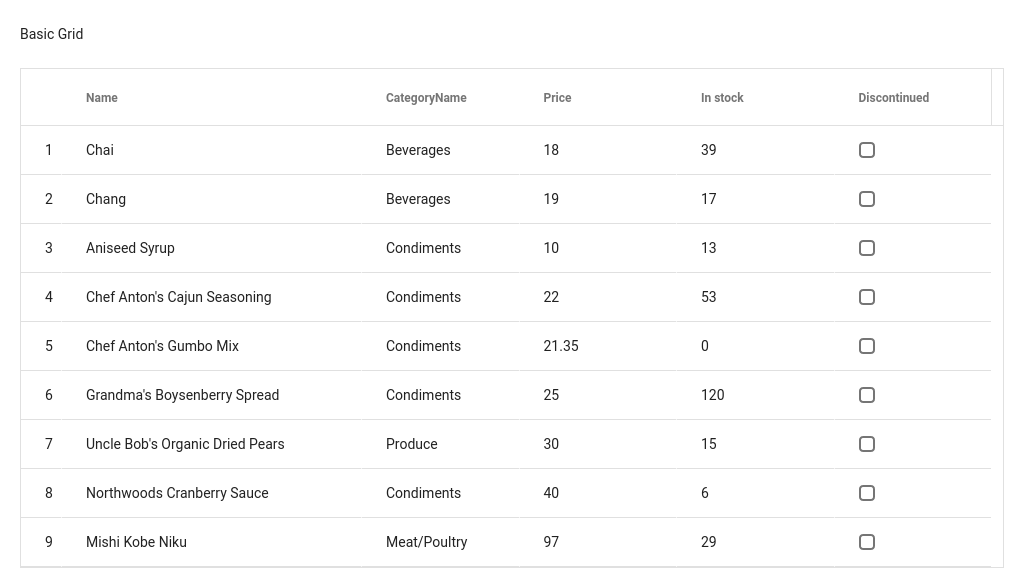 Basic Grid
Name CategoryName Price In stock Discontinued
1 Chai Beverages 18 39
2 Chang Beverages 19 17
3 Aniseed Syrup Condiments 10 13
4 Chef Anton's Cajun Seasoning Condiments 22 53
5 Chef Anton's Gumbo Mix Condiments 21.35 0
6 Grandma's Boysenberry Spread Condiments 25 120
7 Uncle Bob's Organic Dried Pears Produce 30 15
8 Northwoods Cranberry Sauce Condiments 40 6
9 Mishi Kobe Niku Meat/Poultry 97 29